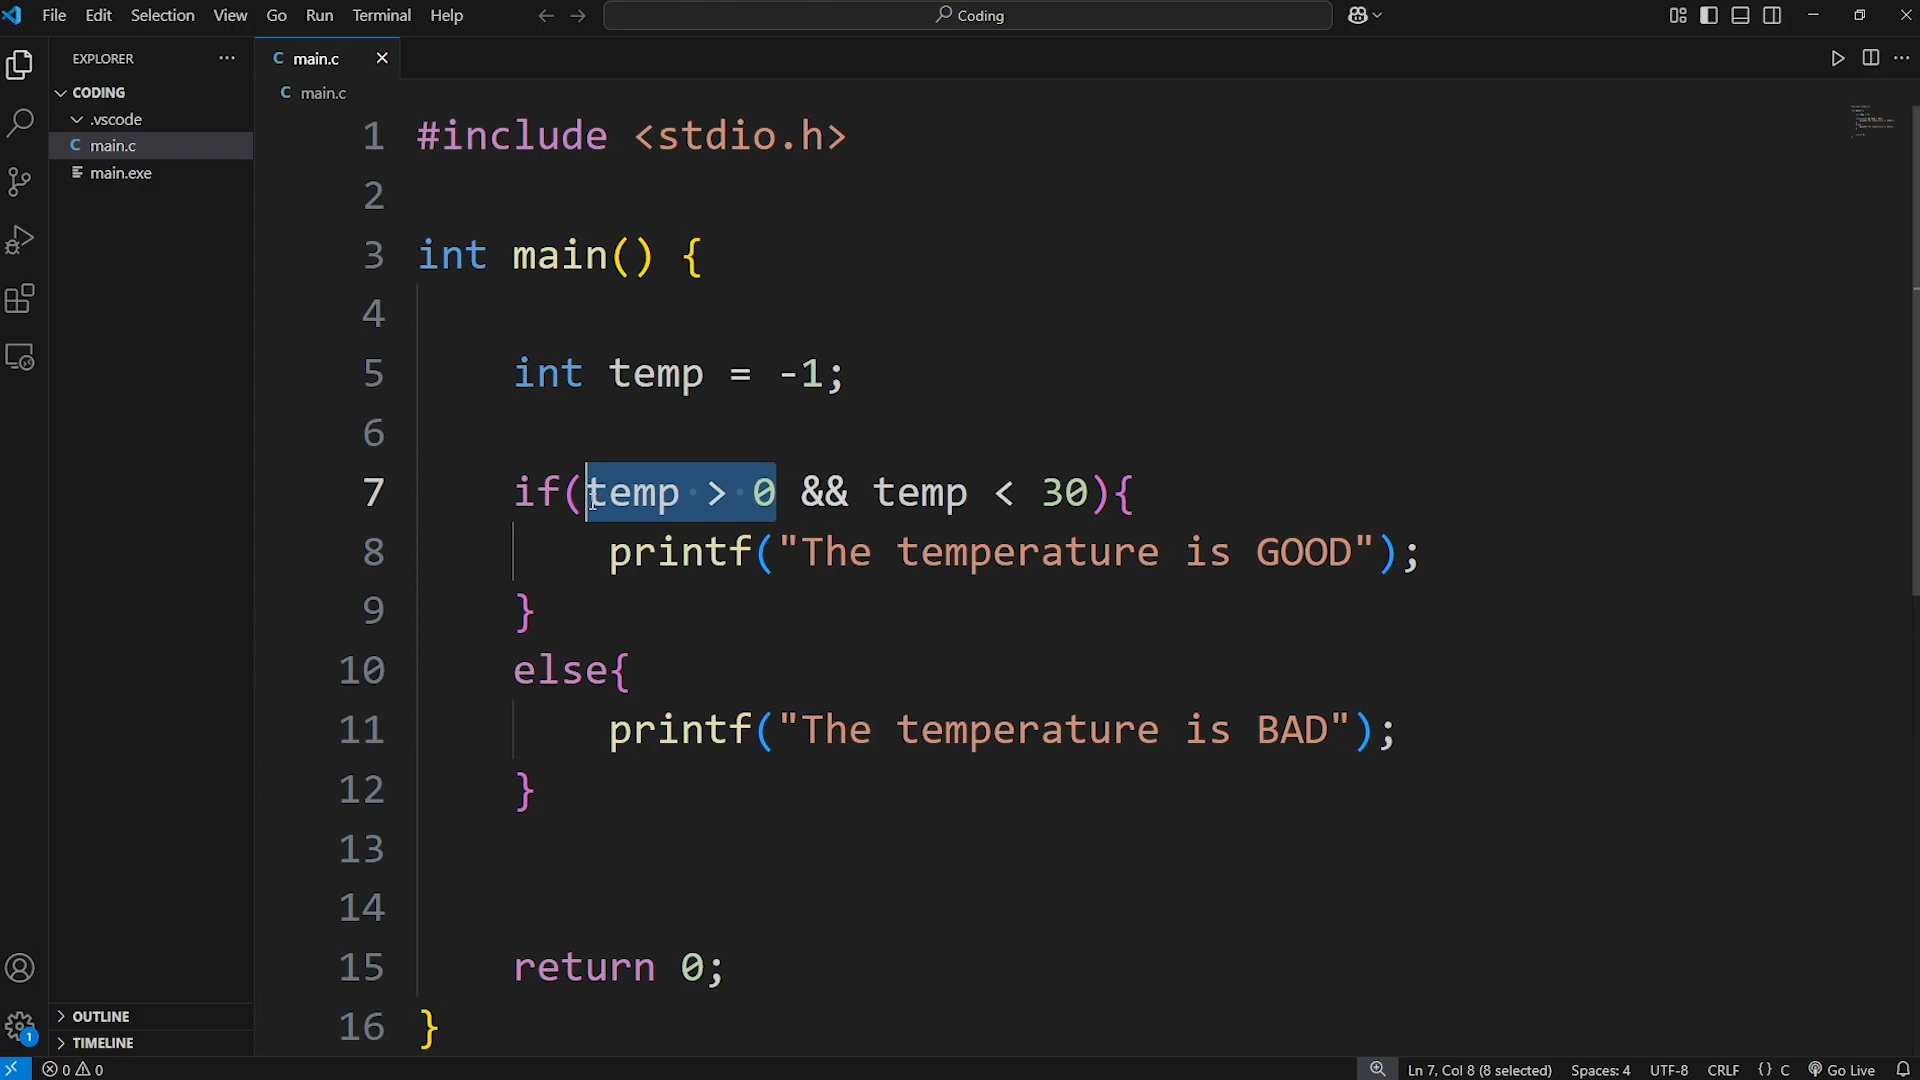 File Edit Selection View Go Run Terminal Help
Coding
EXPLORER
CODING
.vscode
C main.c
main.exe
OUTLINE
TIMELINE
C main.c
C main.c
1 #include <stdio.h>
2
3 int main() {
4
5 int temp = -1;
6
7 if(temp > 0 && temp < 30){
8 printf("The temperature is GOOD");
9 }
10 else{
11 printf("The temperature is BAD");
12 }
13
14
15 return 0;
16 }
1
0 0
Ln 7, Col 8 (8 selected) Spaces: 4 UTF-8 CRLF {} C Go Live